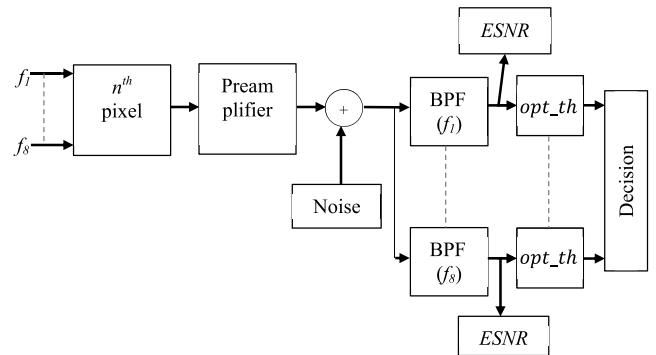 ESNR
f1
f8
nth
pixel
Pream
plifier
+
BPF
(f1)
opt_th
Decision
Noise
BPF
(f8)
opt_th
ESNR